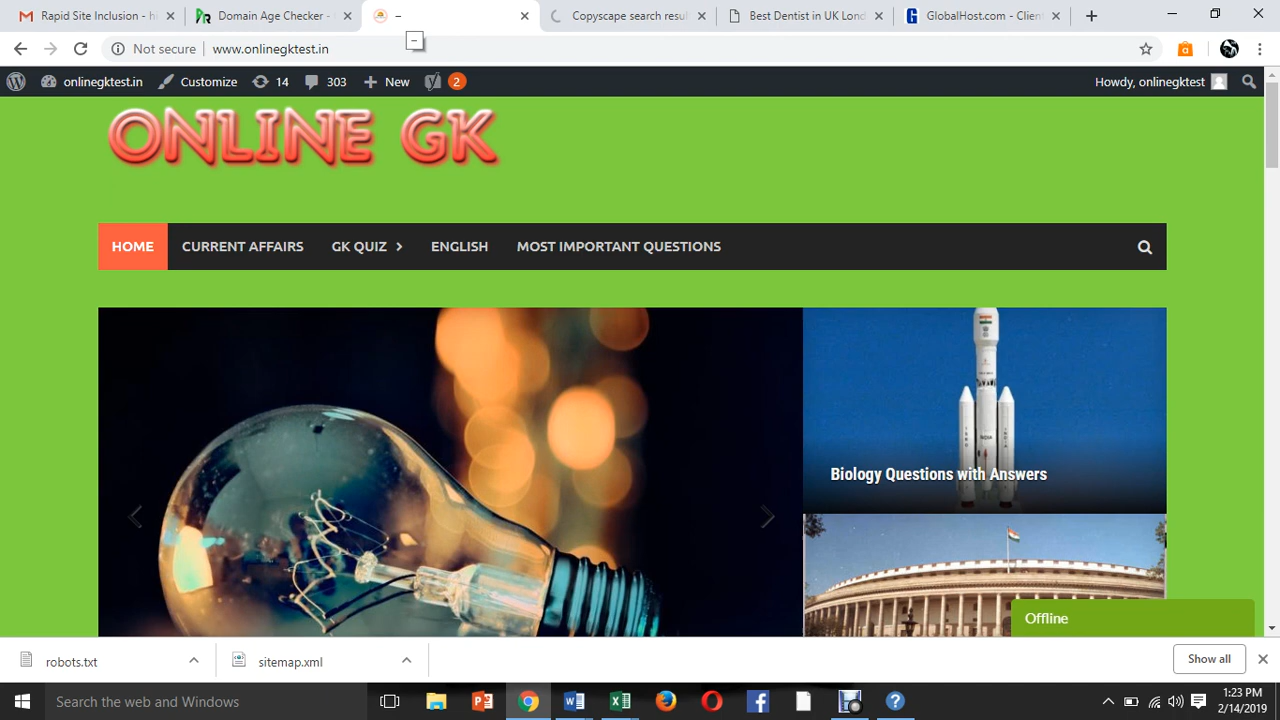 Rapid Site Inclusion - h
Domain Age Checker -
–
Copyscape search resu
Best Dentist in UK Lond
GlobalHost.com - Clien
–
Not secure
www.onlinegktest.in
onlinegktest.in
Customize
14
303
New
2
Howdy, onlinegktest
ONLINE GK
HOME
CURRENT AFFAIRS
GK QUIZ
ENGLISH
MOST IMPORTANT QUESTIONS
Biology Questions with Answers
Offline
robots.txt
sitemap.xml
Show all
Search the web and Windows
1:23 PM
2/14/2019